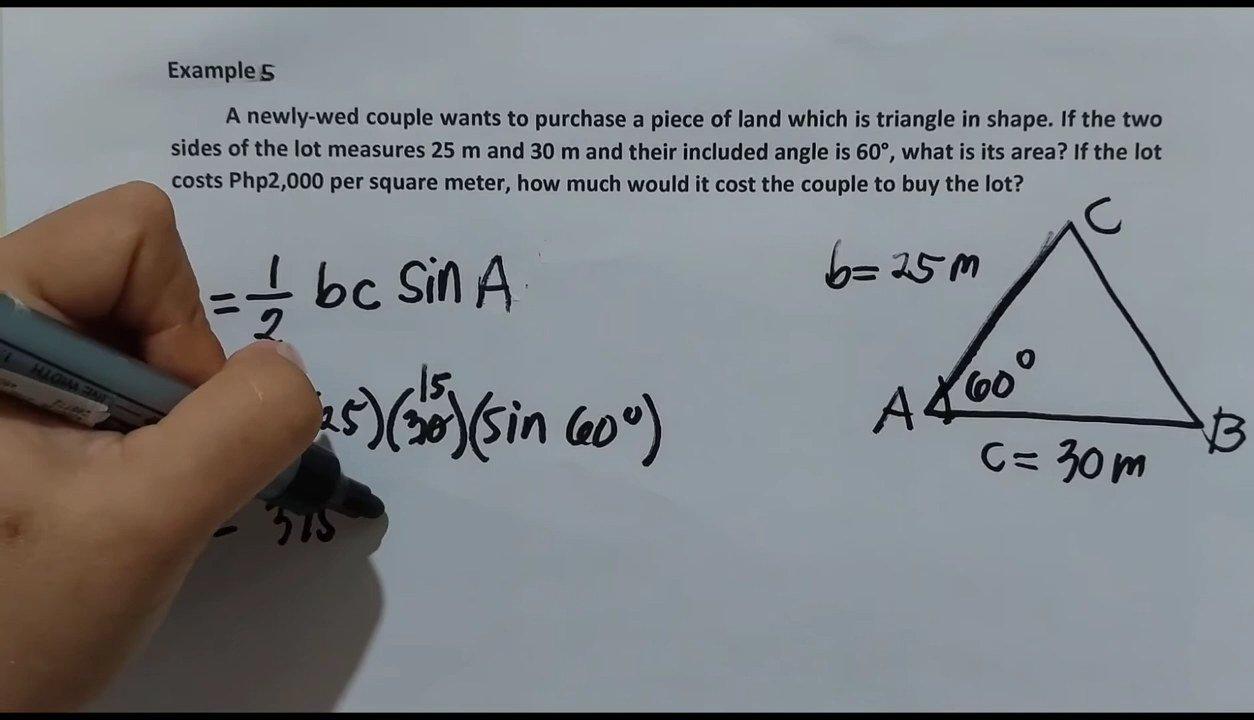 Example 5
A newly-wed couple wants to purchase a piece of land which is triangle in shape. If the two
sides of the lot measures 25 m and 30 m and their included angle is 60°, what is its area? If the lot
costs Php2,000 per square meter, how much would it cost the couple to buy the lot?
C
b = 25 m
= 1/2 bc sin A
60°
15
25)(30)(sin 60°)
A
B
c = 30 m
= 375
LINE WIDTH